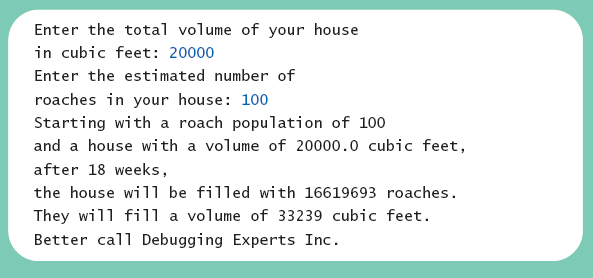 Enter the total volume of your house
in cubic feet: 20000
Enter the estimated number of
roaches in your house: 100
Starting with a roach population of 100
and a house with a volume of 20000.0 cubic feet,
after 18 weeks,
the house will be filled with 16619693 roaches.
They will fill a volume of 33239 cubic feet.
Better call Debugging Experts Inc.